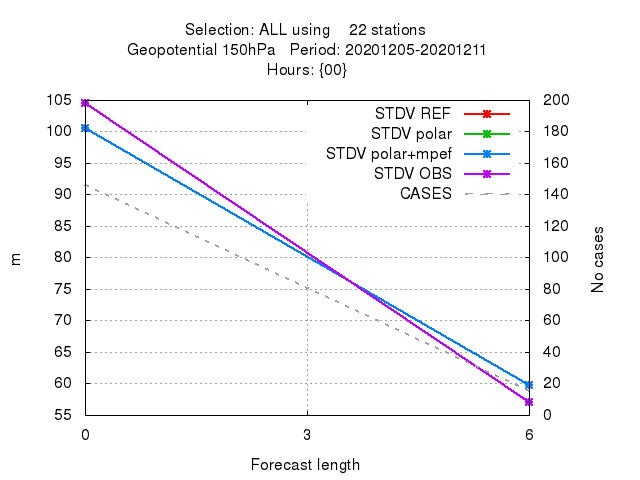 Selection: ALL using    22 stations
Geopotential 150hPa   Period: 20201205-20201211
Hours: {00}
105
100
95
90
85
80
75
70
65
60
55
200
180
160
140
120
100
80
60
40
20
0
STDV REF
STDV polar
STDV polar+mpef
STDV OBS
CASES
m
No cases
0
3
6
Forecast length